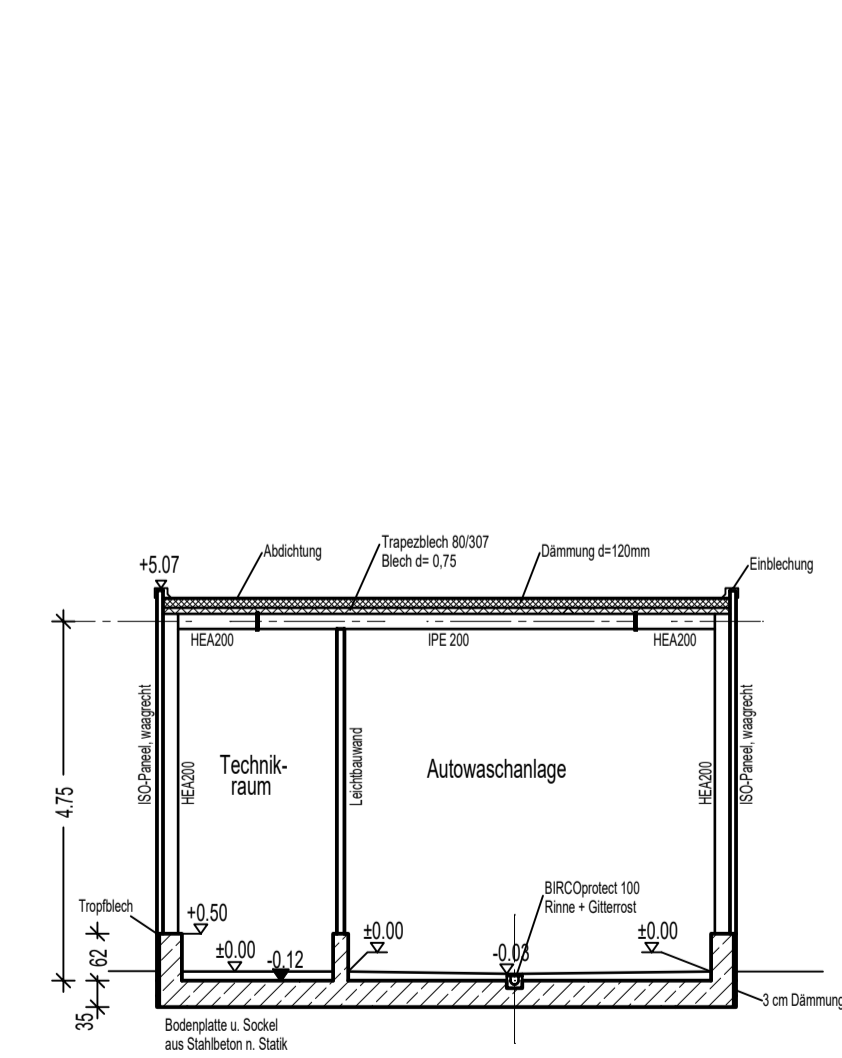 +5.07
Abdichtung
Trapezblech 80/307
Blech d= 0,75
Dämmung d=120mm
Einblechung
HEA200
IPE 200
HEA200
ISO-Paneel, waagrecht
HEA200
Technik-
raum
Leichtbauwand
Autowaschanlage
HEA200
ISO-Paneel, waagrecht
4.75
Tropfblech
+0.50
±0.00
-0.12
±0.00
BIRCOprotect 100
Rinne + Gitterrost
-0.03
±0.00
62
35
3 cm Dämmung
Bodenplatte u. Sockel
aus Stahlbeton n. Statik